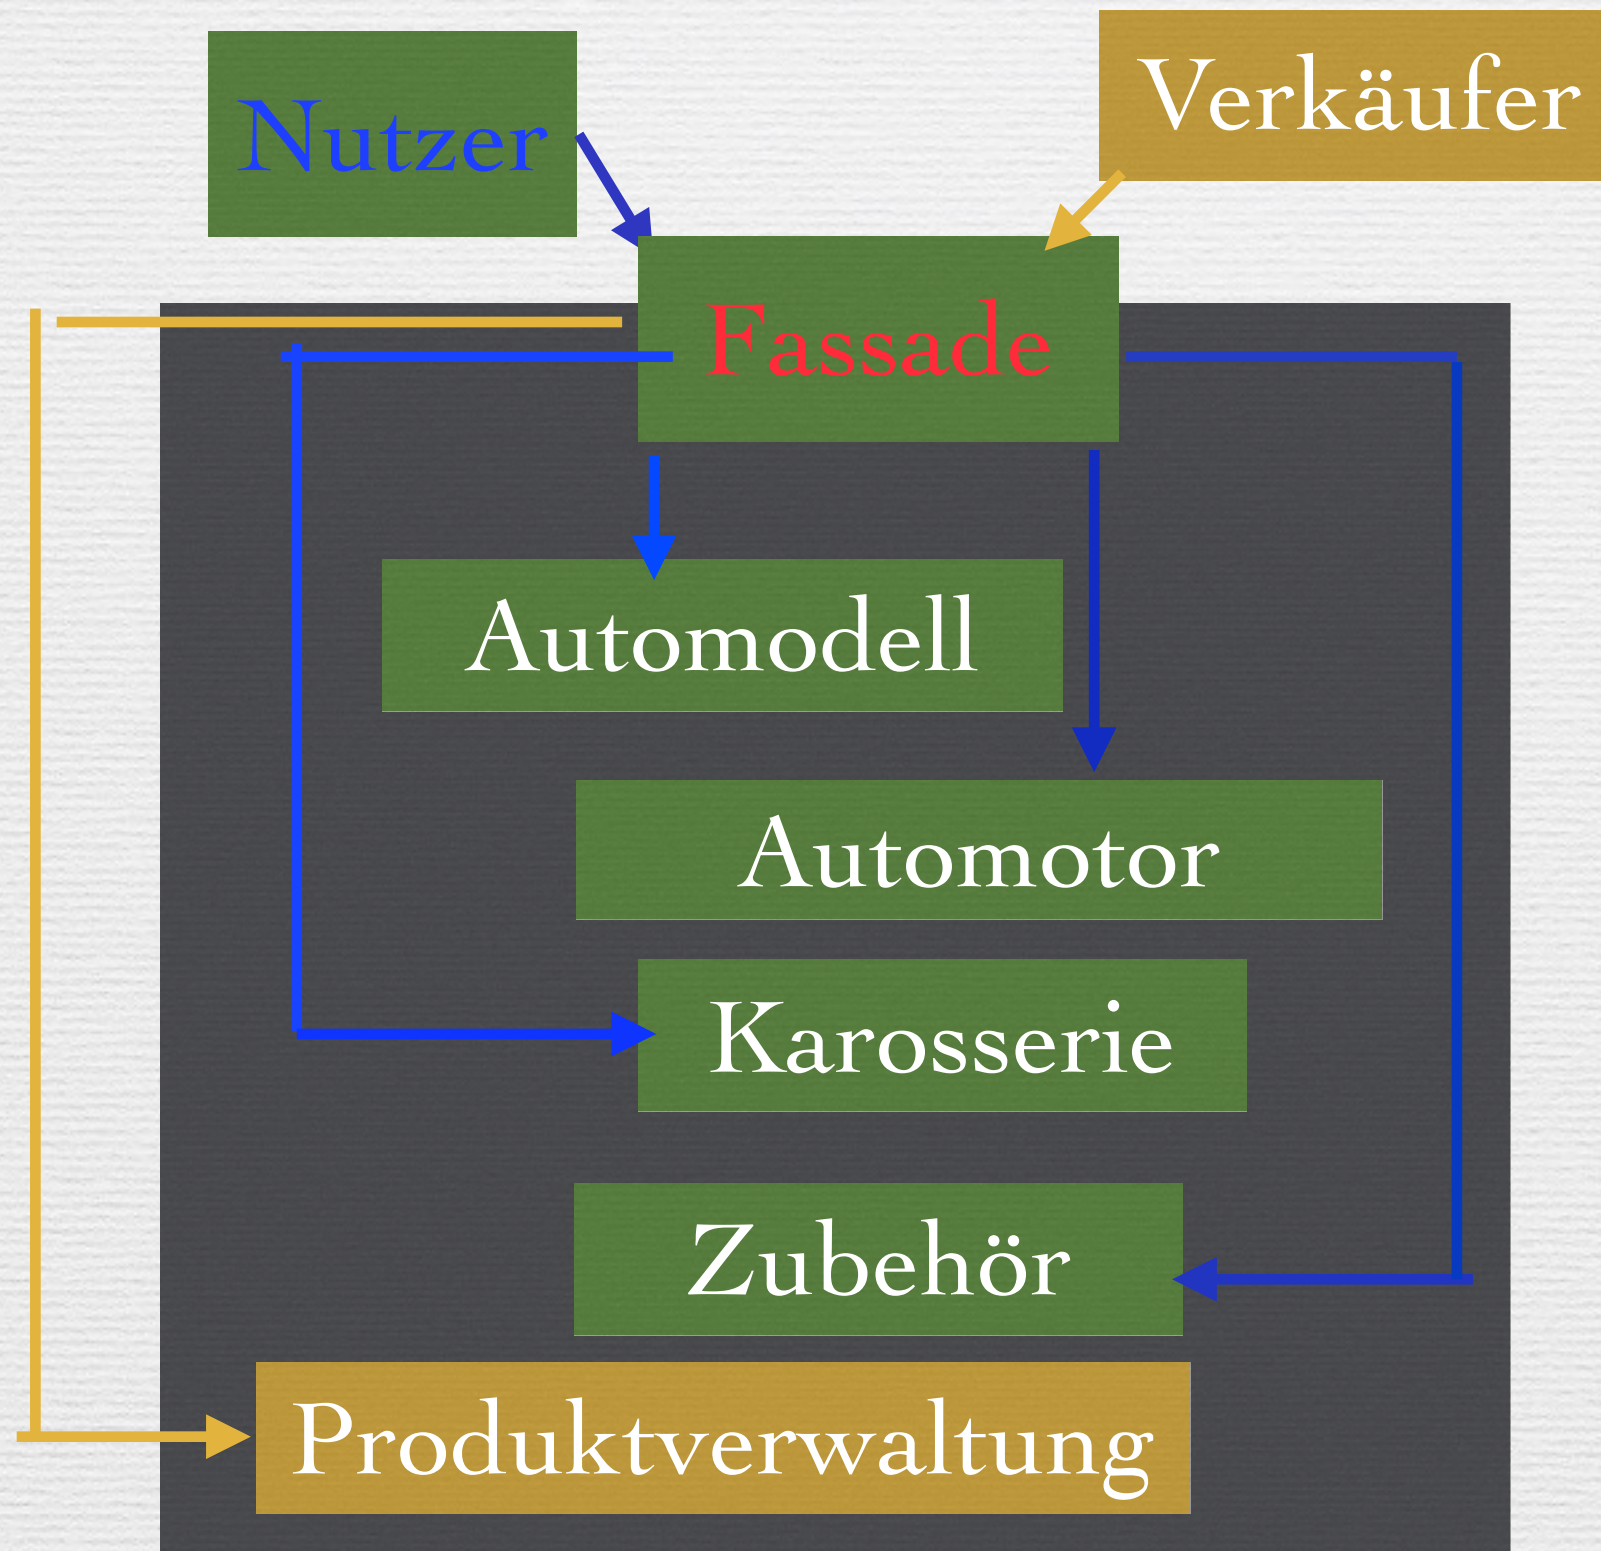 Nutzer
Verkäufer
Fassade
Automodell
Automotor
Karosserie
Zubehör
Produktverwaltung